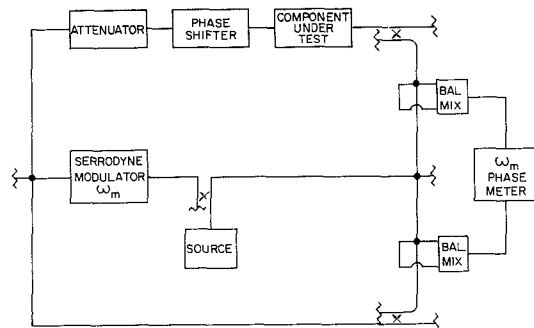 ATTENUATOR
PHASE
SHIFTER
COMPONENT
UNDER
TEST
BAL
MIX
SERRODYNE
MODULATOR
ωm
SOURCE
ωm
PHASE
METER
BAL.
MIX